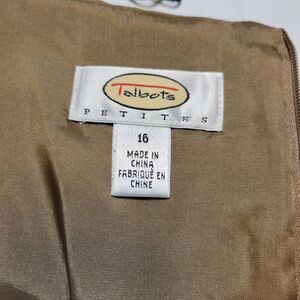 Talbots
PETITES
16
MADE IN
CHINA
FABRIQUÉ EN
CHINE